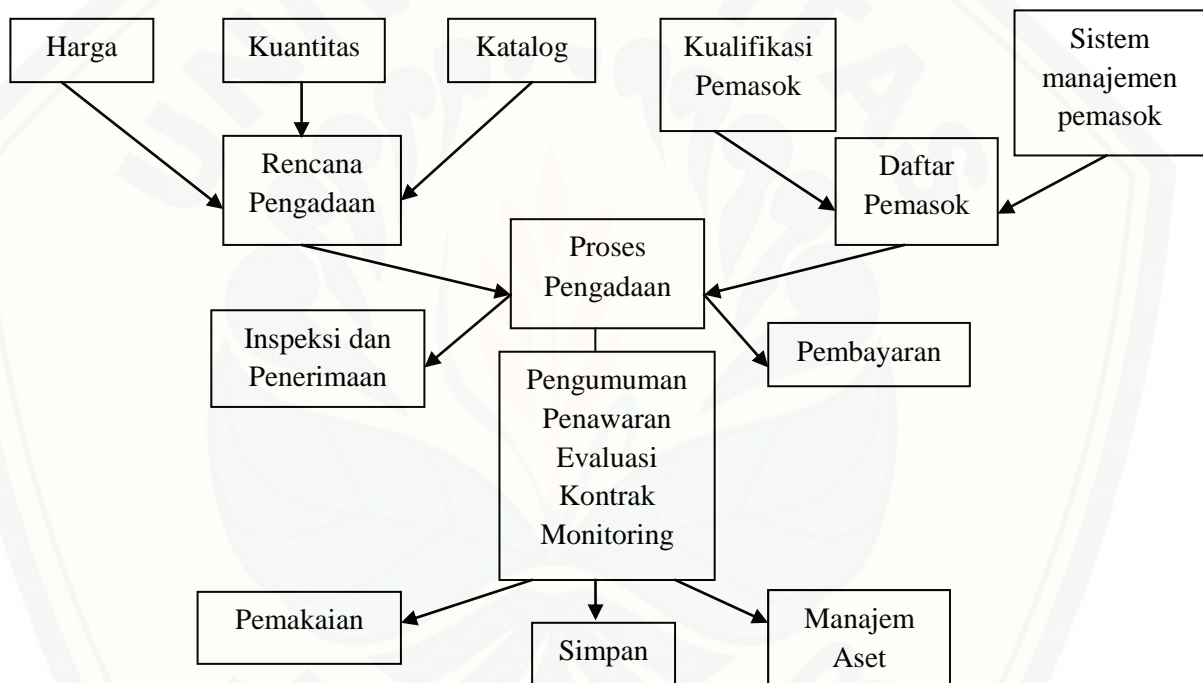 Harga
Kuantitas
Katalog
Kualifikasi
Pemasok
Sistem
manajemen
pemasok
Rencana
Pengadaan
Daftar
Pemasok
Proses
Pengadaan
Inspeksi dan
Penerimaan
Pembayaran
Pengumuman
Penawaran
Evaluasi
Kontrak
Monitoring
Pemakaian
Simpan
Manajem
Aset